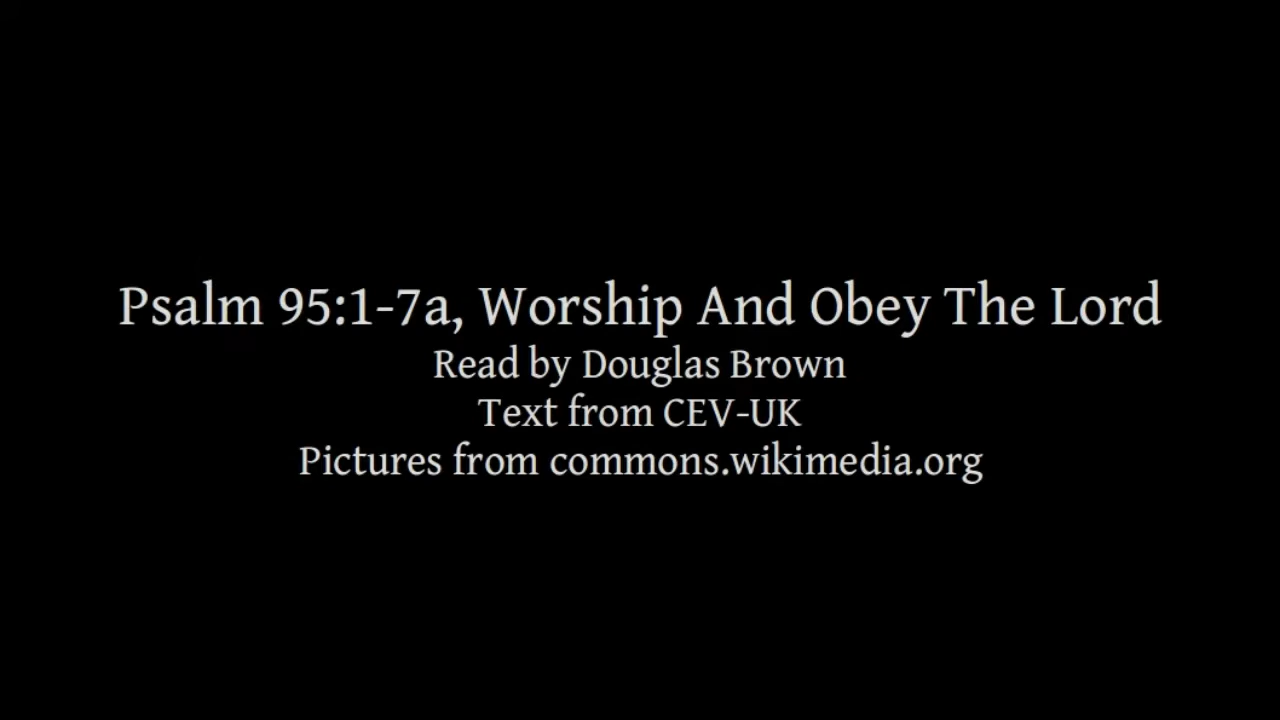 Psalm 95:1-7a, Worship And Obey The Lord
Read by Douglas Brown
Text from CEV-UK
Pictures from commons.wikimedia.org